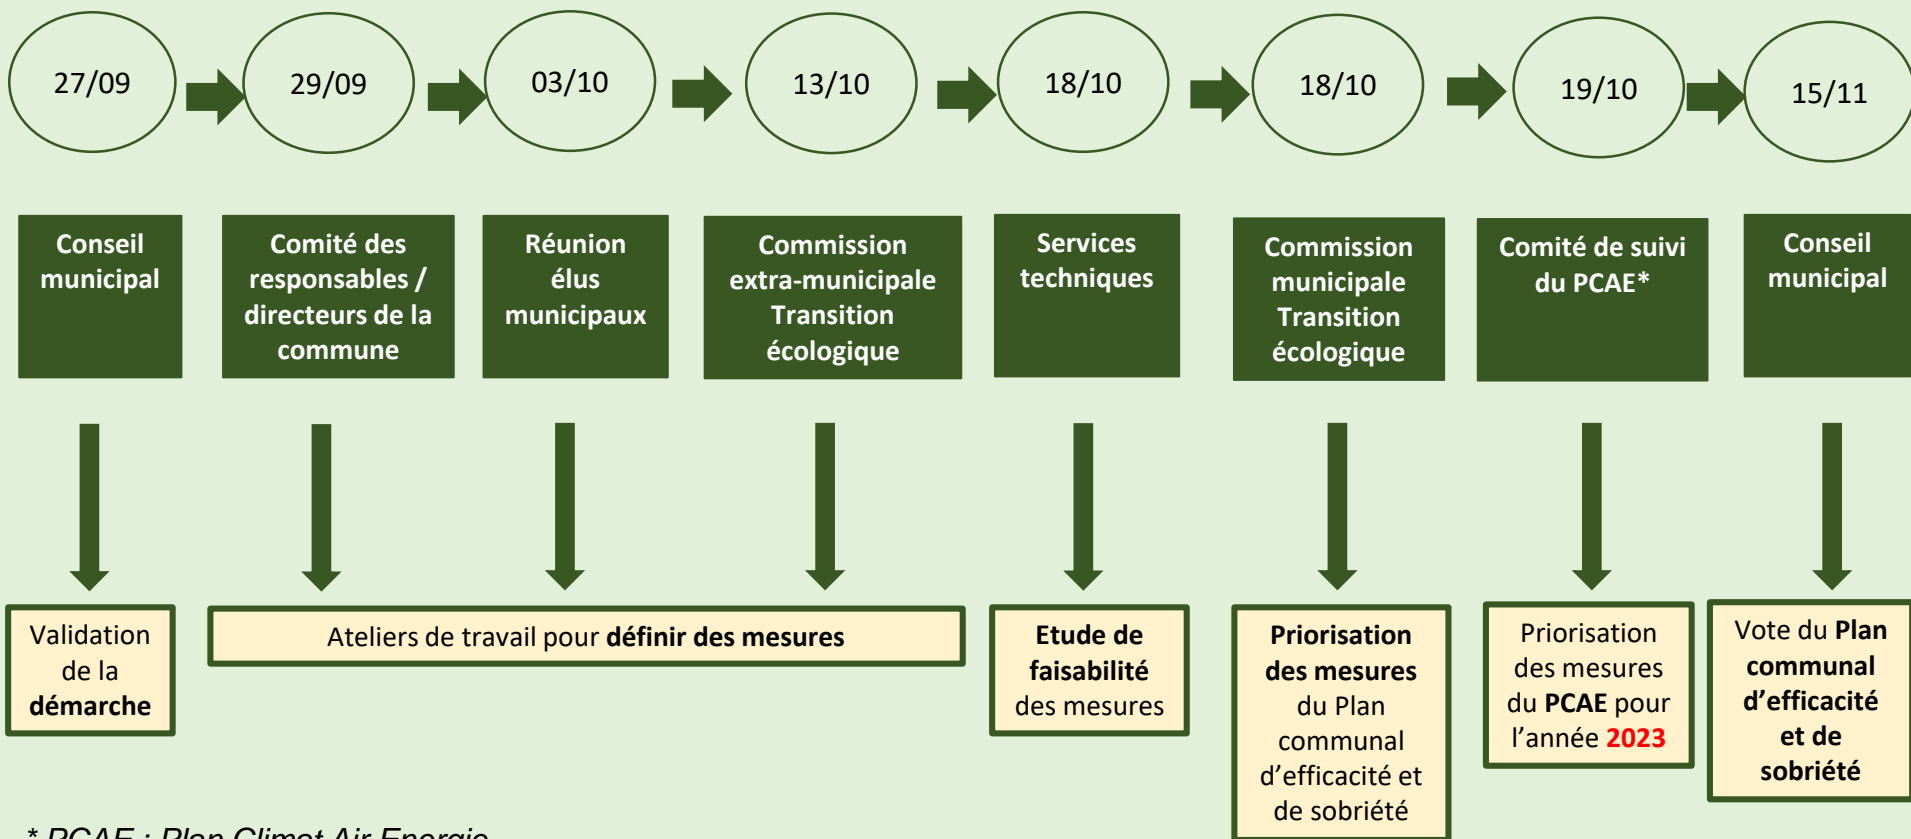 27/09
29/09
03/10
13/10
18/10
18/10
19/10
15/11
Conseil
municipal
Comité des
responsables /
directeurs de la
commune
Réunion
élus
municipaux
Commission
extra-municipale
Transition
écologique
Services
techniques
Commission
municipale
Transition
écologique
Comité de suivi
du PCAE*
Conseil
municipal
Validation
de la
démarche
Ateliers de travail pour définir des mesures
Etude de
faisabilité
des mesures
Priorisation
des mesures
du Plan
communal
d’efficacité et
de sobriété
Priorisation
des mesures
du PCAE pour
l’année 2023
Vote du Plan
communal
d’efficacité
et de
sobriété
* PCAE : Plan Climat Air Energie